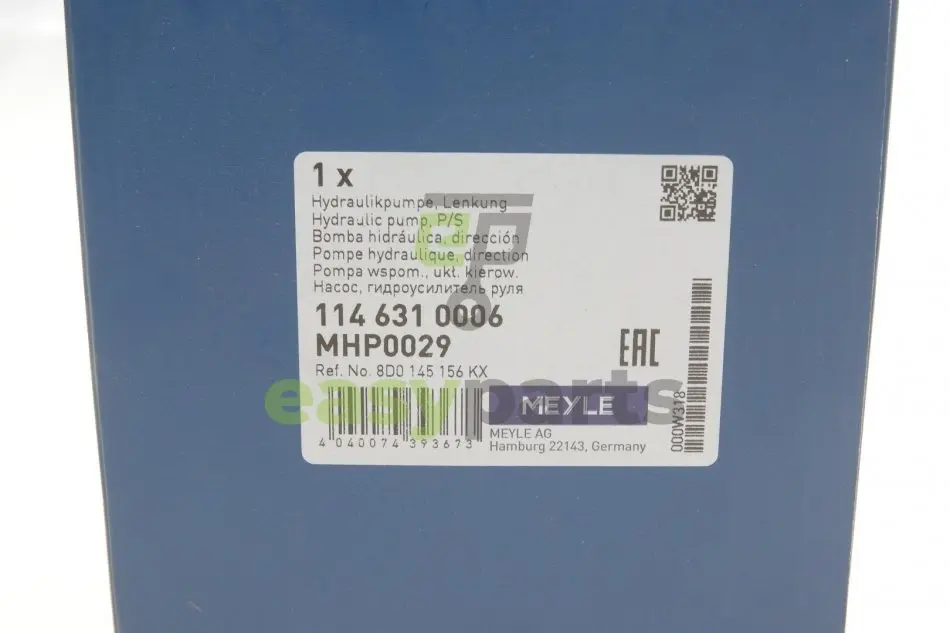 1 x
Hydraulikpumpe, Lenkung
Hydraulic pump, P/S
Bomba hidráulica, dirección
Pompe hydraulique, direction
Pompa wspom., ukt. kierow.
Насос, гидроусилитель руля
114 631 0006
MHP0029
EAC
Ref. No. 8D0 145 156 KX
easyparts
MEYLE
4 040074 393673
MEYLE AG
Hamburg 22143, Germany
000W318
ep